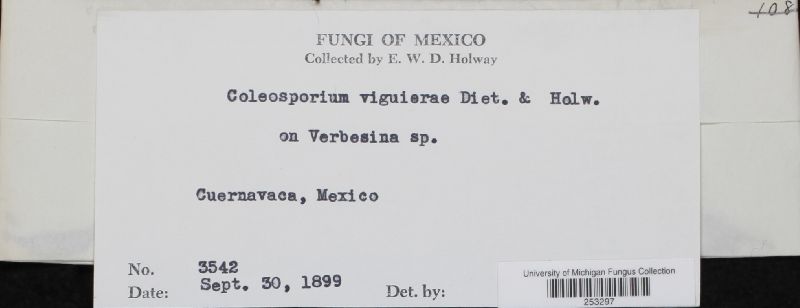 108
FUNGI OF MEXICO
Collected by E. W. D. Holway
Coleosporium viguierae Diet. & Holw.
on Verbesina sp.
Cuernavaca, Mexico
No. 3542
Date: Sept. 30, 1899 Det. by:
University of Michigan Fungus Collection
253297